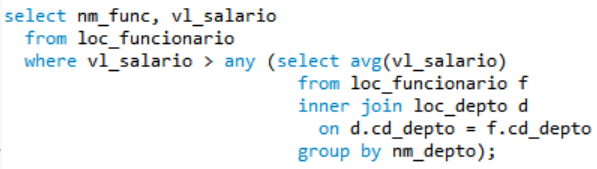 select nm_func, vl_salario
from loc_funcionario
where vl_salario > any (select avg(vl_salario)
from loc_funcionario f
inner join loc_depto d
on d.cd_depto = f.cd_depto
group by nm_depto);